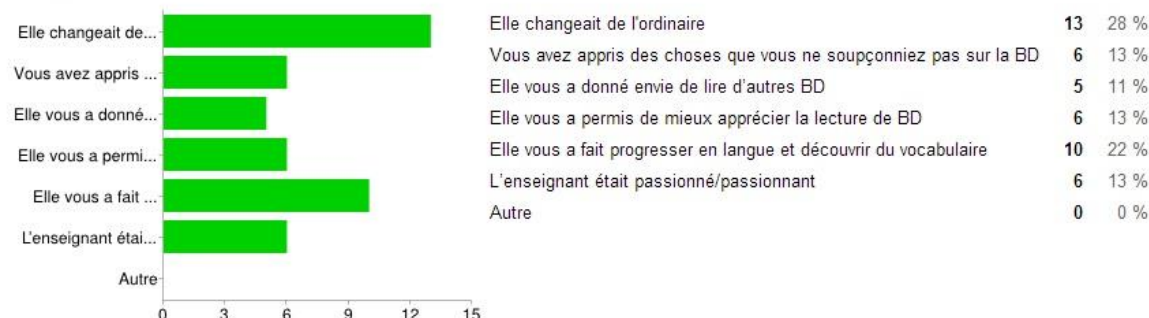 Elle changeait de...
Vous avez appris ...
Elle vous a donné...
Elle vous a permi...
Elle vous a fait ...
L'enseignant étai...
Autre
0 3 6 9 12 15
Elle changeait de l'ordinaire 13 28 %
Vous avez appris des choses que vous ne soupçonniez pas sur la BD 6 13 %
Elle vous a donné envie de lire d'autres BD 5 11 %
Elle vous a permis de mieux apprécier la lecture de BD 6 13 %
Elle vous a fait progresser en langue et découvrir du vocabulaire 10 22 %
L'enseignant était passionné/passionnant 6 13 %
Autre 0 0 %